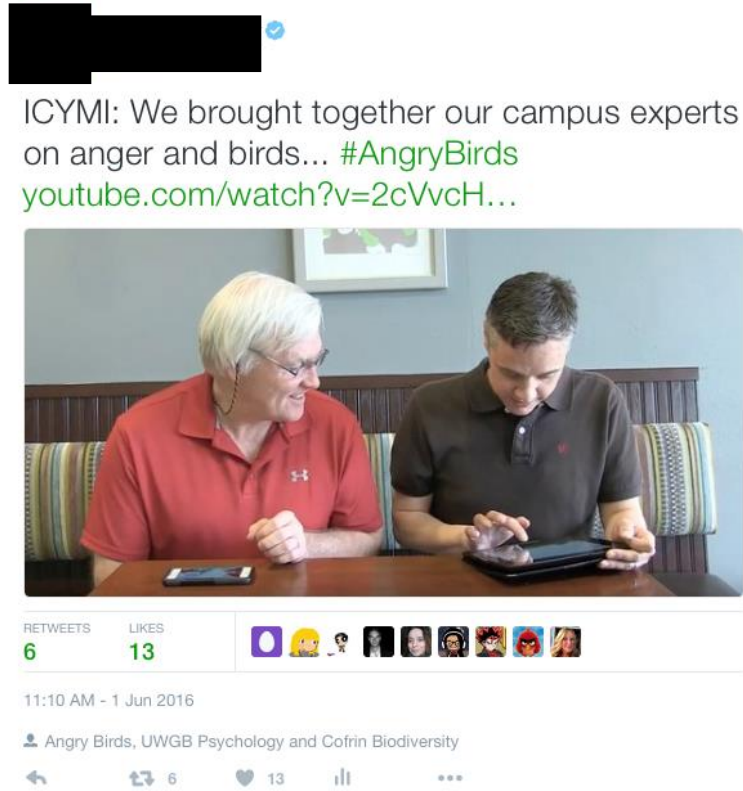 ICYMI: We brought together our campus experts
on anger and birds... #AngryBirds
youtube.com/watch?v=2cVvcH...
RETWEETS LIKES
6 13
11:10 AM - 1 Jun 2016
Angry Birds, UWGB Psychology and Cofrin Biodiversity
6 13